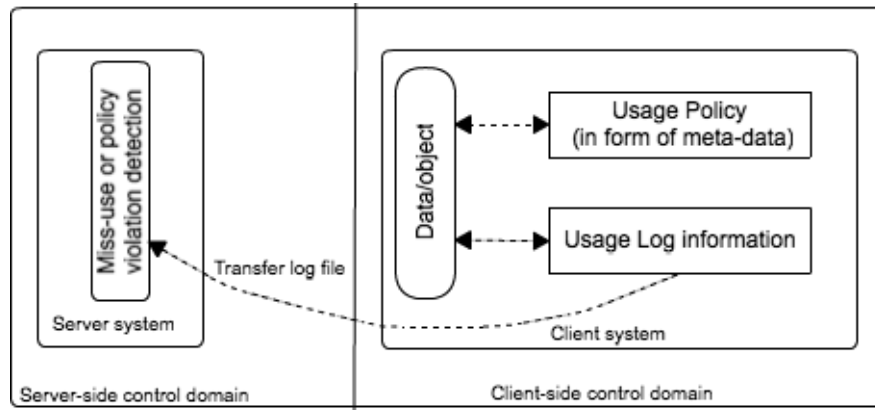 Miss-use or policy
violation detection
Server system
Server-side control domain
Transfer log file
Data/object
Usage Policy
(in form of meta-data)
Usage Log information
Client system
Client-side control domain